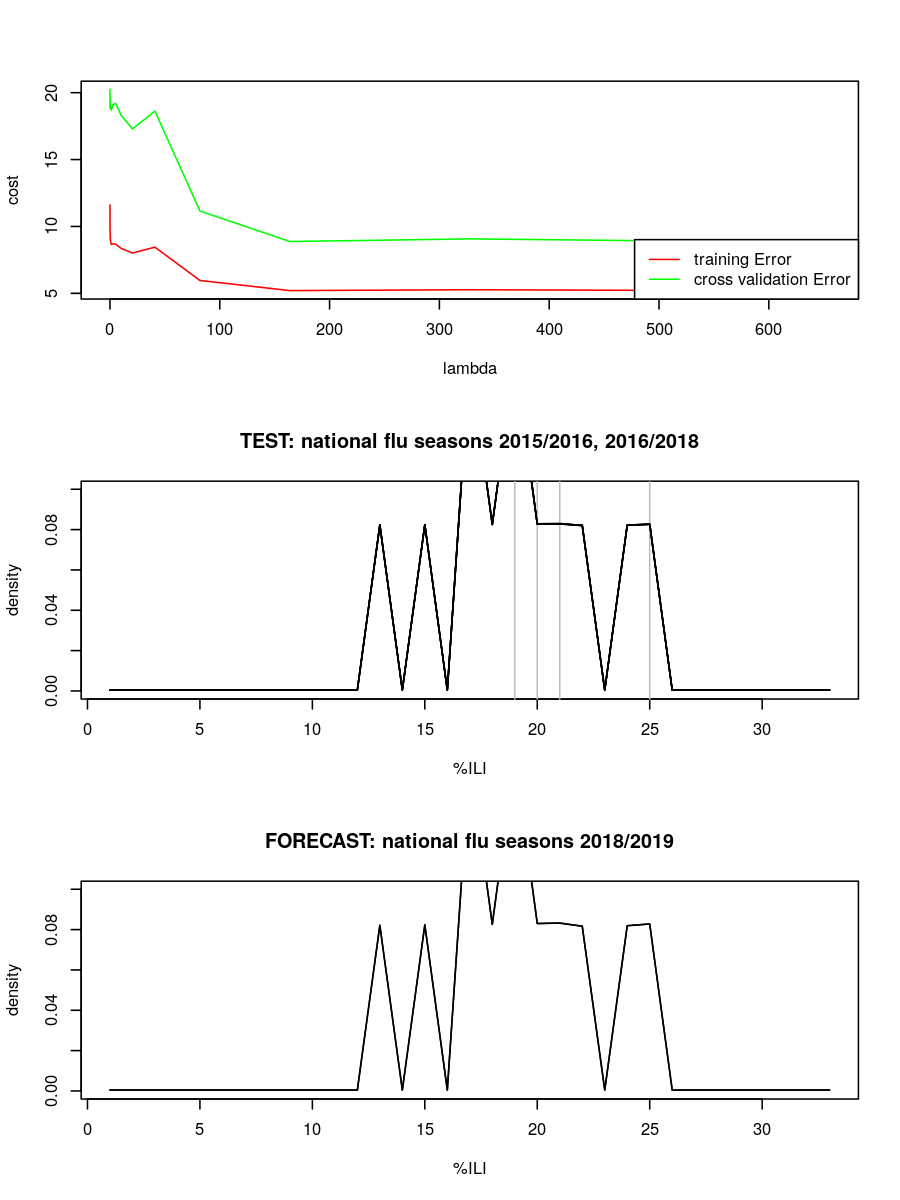 20
15
10
5
cost
training Error
cross validation Error
0 100 200 300 400 500 600
lambda
TEST: national flu seasons 2015/2016, 2016/2018
0.08
0.04
0.00
density
0 5 10 15 20 25 30
%ILI
FORECAST: national flu seasons 2018/2019
0.08
0.04
0.00
density
0 5 10 15 20 25 30
%ILI